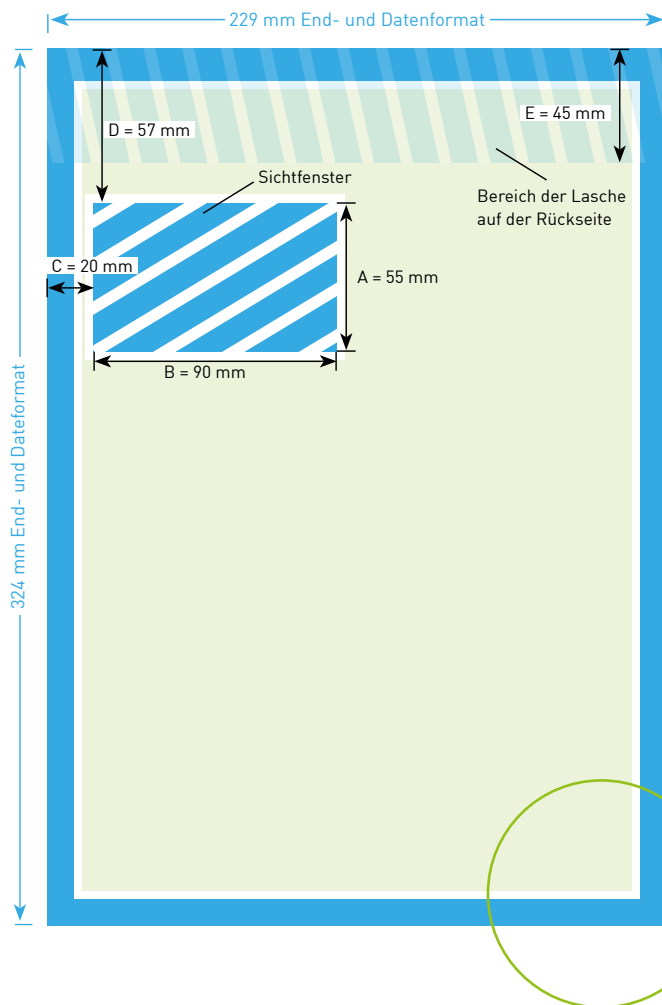 229 mm End- und Datenformat
D = 57 mm
E = 45 mm
Sichtfenster
Bereich der Lasche
auf der Rückseite
C = 20 mm
A = 55 mm
B = 90 mm
324 mm End- und Dateformat